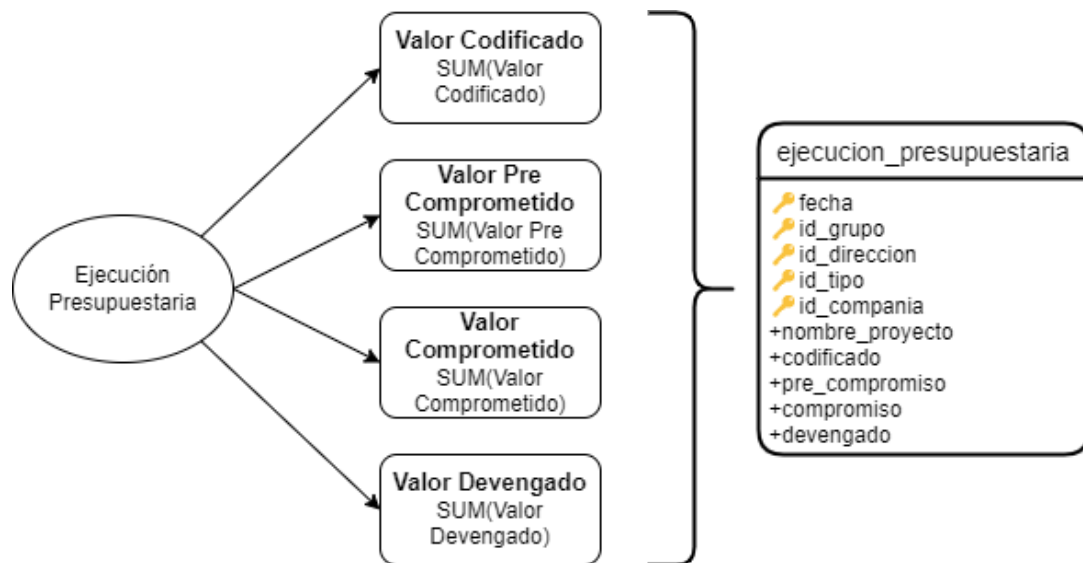 Valor Codificado
SUM(Valor
Codificado)
Valor Pre
Comprometido
SUM(Valor Pre
Comprometido)
Ejecución
Presupuestaria
Valor
Comprometido
SUM(Valor
Comprometido)
Valor Devengado
SUM(Valor
Devengado)
ejecucion_presupuestaria
fecha
id_grupo
id_direccion
id_tipo
id_compania
+nombre_proyecto
+codificado
+pre_compromiso
+compromiso
+devengado